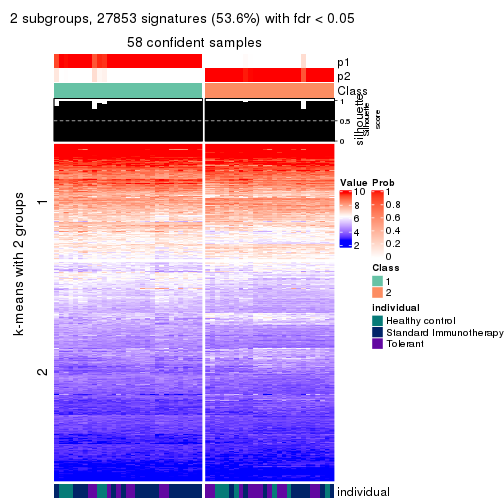 2 subgroups, 27853 signatures (53.6%) with fdr < 0.05
58 confident samples
p1
p2
Class
1
0.5
0
silhouette
Silhouette
score
k-means with 2 groups
1
2
Value
10
8
6
4
2
Prob
1
0.8
0.6
0.4
0.2
0
Class
1
2
individual
Healthy control
Standard Immunotherapy
Tolerant
individual